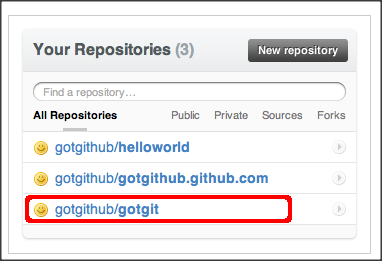 Your Repositories (3)
New repository
Find a repository...
All Repositories Public Private Sources Forks
gotgithub/helloworld
gotgithub/gotgithub.github.com
gotgithub/gotgit